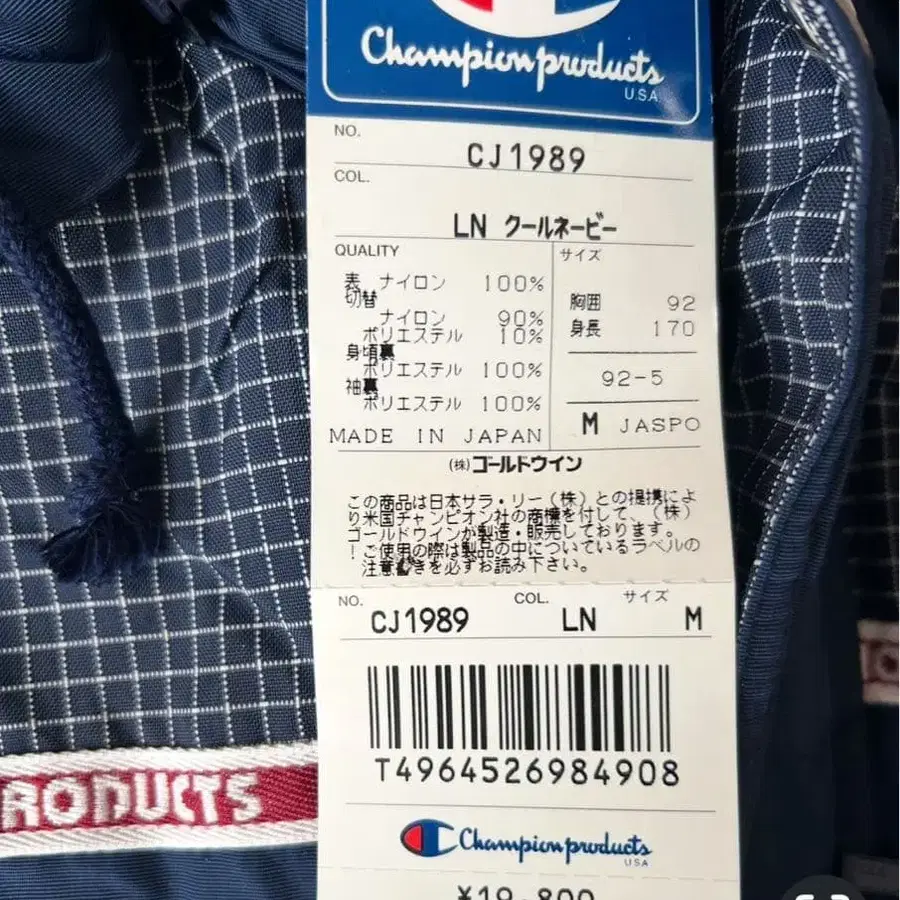 Champion products
U.S.A.
NO.
CJ1989
COL.
LN クールネービー
QUALITY
サイズ
表 ナイロン 100%
切替
ナイロン 90%
ポリエステル 10%
身頃裏
ポリエステル 100%
袖裏
ポリエステル 100%
胸囲 92
身長 170
92-5
M JASPO
MADE IN JAPAN
(株)ゴールドウイン
この商品は日本サラ・リー(株)との提携によ
り米国チャンピオン社の商標を付して、(株)
ゴールドウインが製造・販売しております。
!ご使用の際は製品の中についているラベルの
注意書きを必ずお読み下さい。
NO. COL. サイズ
CJ1989 LN M
T4964526984908
Champion products
USA
¥19,800
RODUCTS